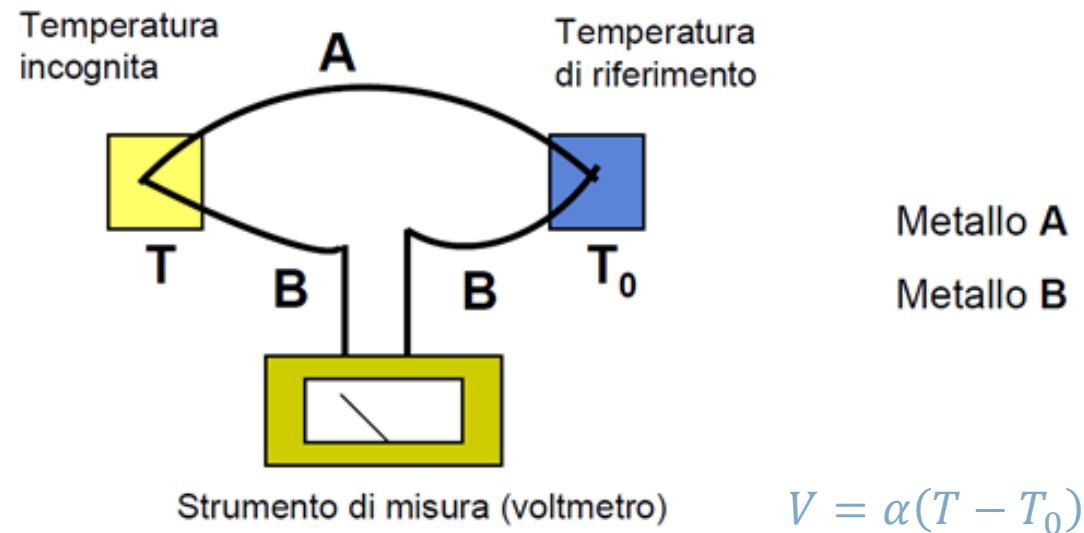 Temperatura
incognita
A
Temperatura
di riferimento
T
B
B
T₀
Metallo A
Metallo B
Strumento di misura (voltmetro)
V = α(T − T₀)